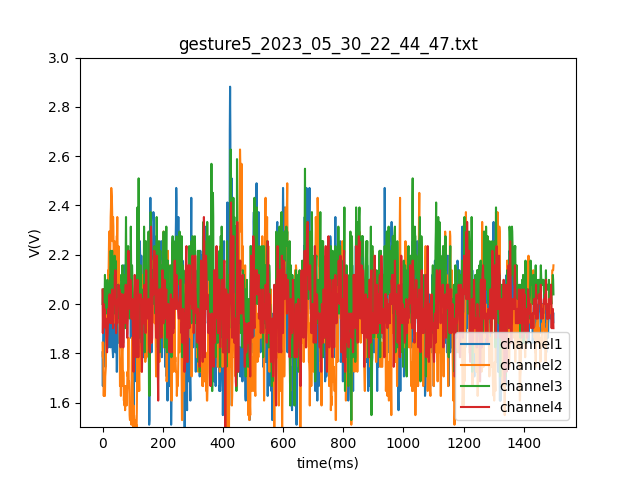 gesture5_2023_05_30_22_44_47.txt
3.0
2.8
2.6
2.4
2.2
2.0
1.8
1.6
V(V)
0 200 400 600 800 1000 1200 1400
time(ms)
channel1
channel2
channel3
channel4